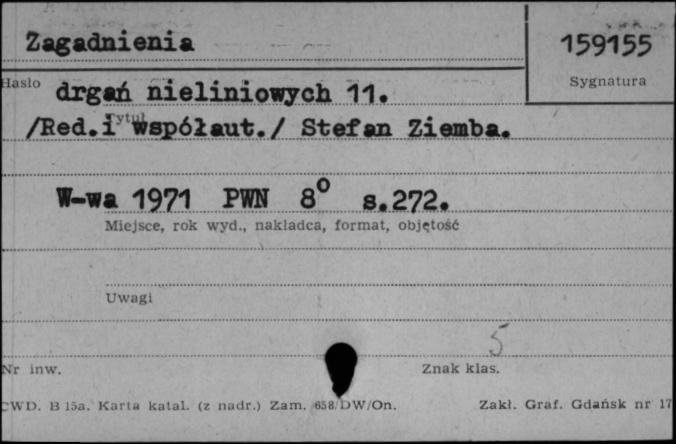 Zagadnienia
159155
Sygnatura
Hasło
drgań nieliniowych 11.
Tytuł
/Red.i współaut./ Stefan Ziemba.
W-wa 1971 PWN 8° s.272.
Miejsce, rok wyd., nakładca, format, objętość
Uwagi
5
Nr inw.
Znak klas.
CWD. B 15a. Karta katal. (z nadr.) Zam. 658/DW/On.
Zakł. Graf. Gdańsk nr 17